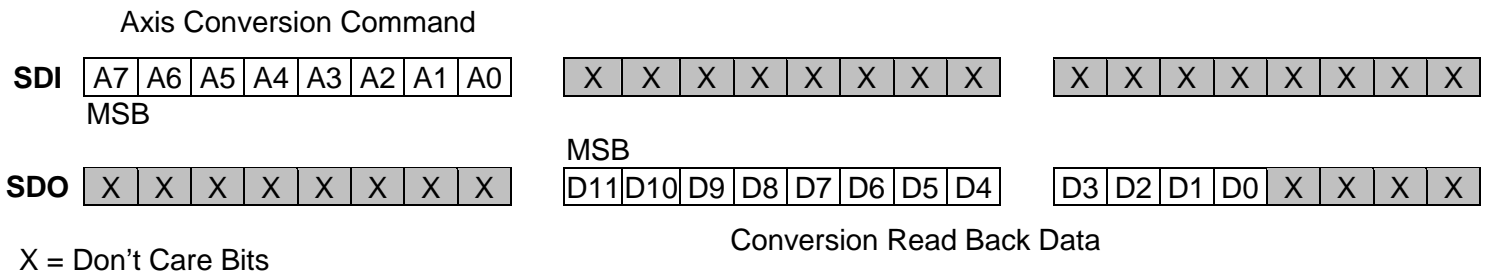 Axis Conversion Command
SDI A7 A6 A5 A4 A3 A2 A1 A0 X X X X X X X X X X X X X X X X
MSB
MSB
SDO X X X X X X X X D11 D10 D9 D8 D7 D6 D5 D4 D3 D2 D1 D0 X X X X
Conversion Read Back Data
X = Don't Care Bits